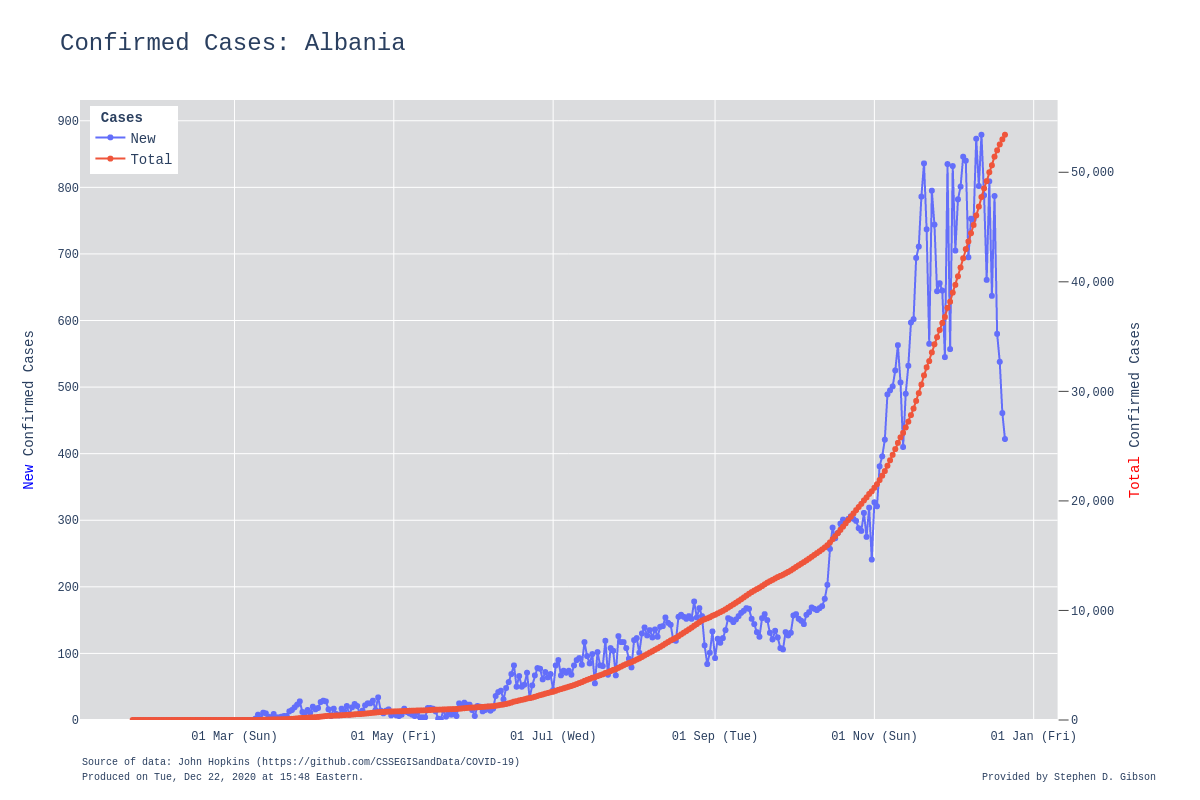 Confirmed Cases: Albania
Cases
New
Total
900
800
700
600
500
400
300
200
100
0
New Confirmed Cases
50,000
40,000
30,000
20,000
10,000
0
Total Confirmed Cases
01 Mar (Sun) 01 May (Fri) 01 Jul (Wed) 01 Sep (Tue) 01 Nov (Sun) 01 Jan (Fri)
Source of data: John Hopkins (https://github.com/CSSEGISandData/COVID-19)
Produced on Tue, Dec 22, 2020 at 15:48 Eastern.
Provided by Stephen D. Gibson